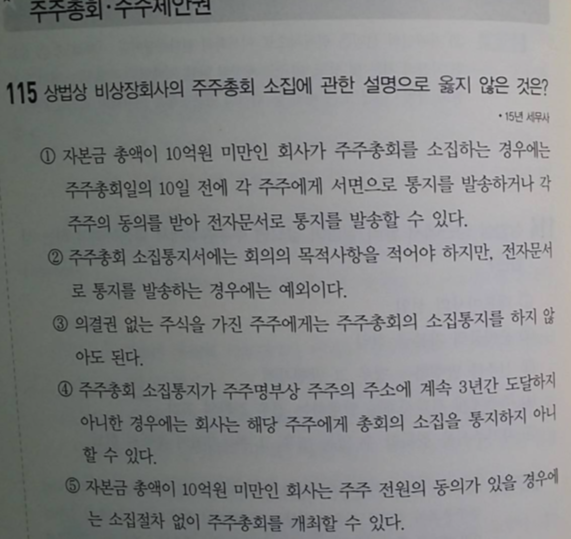 주주총회·주주제안권
115 상법상 비상장회사의 주주총회 소집에 관한 설명으로 옳지 않은 것은?
• 15년 세무사
① 자본금 총액이 10억원 미만인 회사가 주주총회를 소집하는 경우에는
주주총회일의 10일 전에 각 주주에게 서면으로 통지를 발송하거나 각
주주의 동의를 받아 전자문서로 통지를 발송할 수 있다.
② 주주총회 소집통지서에는 회의의 목적사항을 적어야 하지만, 전자문서
로 통지를 발송하는 경우에는 예외이다.
③ 의결권 없는 주식을 가진 주주에게는 주주총회의 소집통지를 하지 않
아도 된다.
④ 주주총회 소집통지가 주주명부상 주주의 주소에 계속 3년간 도달하지
아니한 경우에는 회사는 해당 주주에게 총회의 소집을 통지하지 아니
할 수 있다.
⑤ 자본금 총액이 10억원 미만인 회사는 주주 전원의 동의가 있을 경우에
는 소집절차 없이 주주총회를 개최할 수 있다.